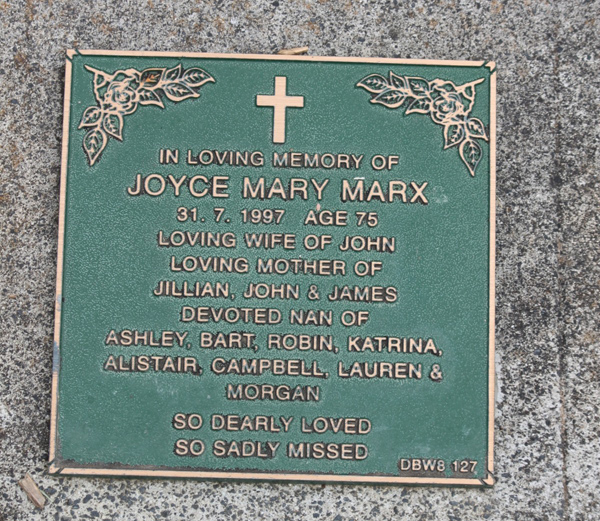 IN LOVING MEMORY OF
JOYCE MARY MARX
31. 7. 1997 AGE 75
LOVING WIFE OF JOHN
LOVING MOTHER OF
JILLIAN, JOHN & JAMES
DEVOTED NAN OF
ASHLEY, BART, ROBIN, KATRINA,
ALISTAIR, CAMPBELL, LAUREN &
MORGAN
SO DEARLY LOVED
SO SADLY MISSED
DBW8 127